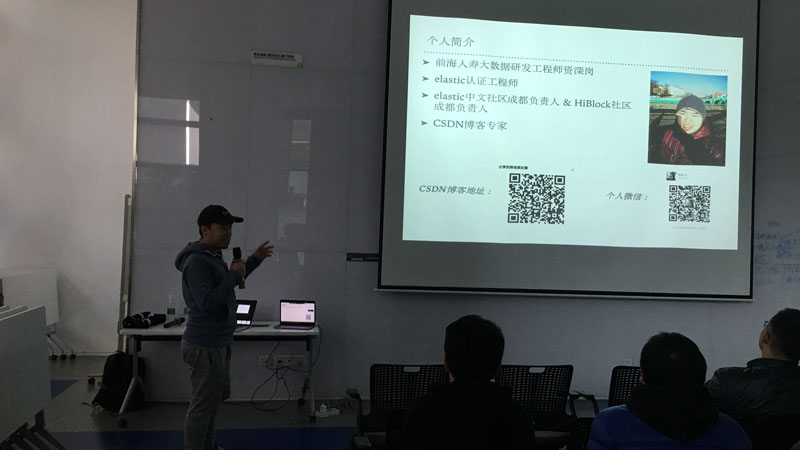 个人简介
➤ 前海人寿大数据研发工程师资深岗
➤ elastic认证工程师
➤ elastic中文社区成都负责人 & HiBlock社区
成都负责人
➤ CSDN博客专家
CSDN博客地址：
个人微信：